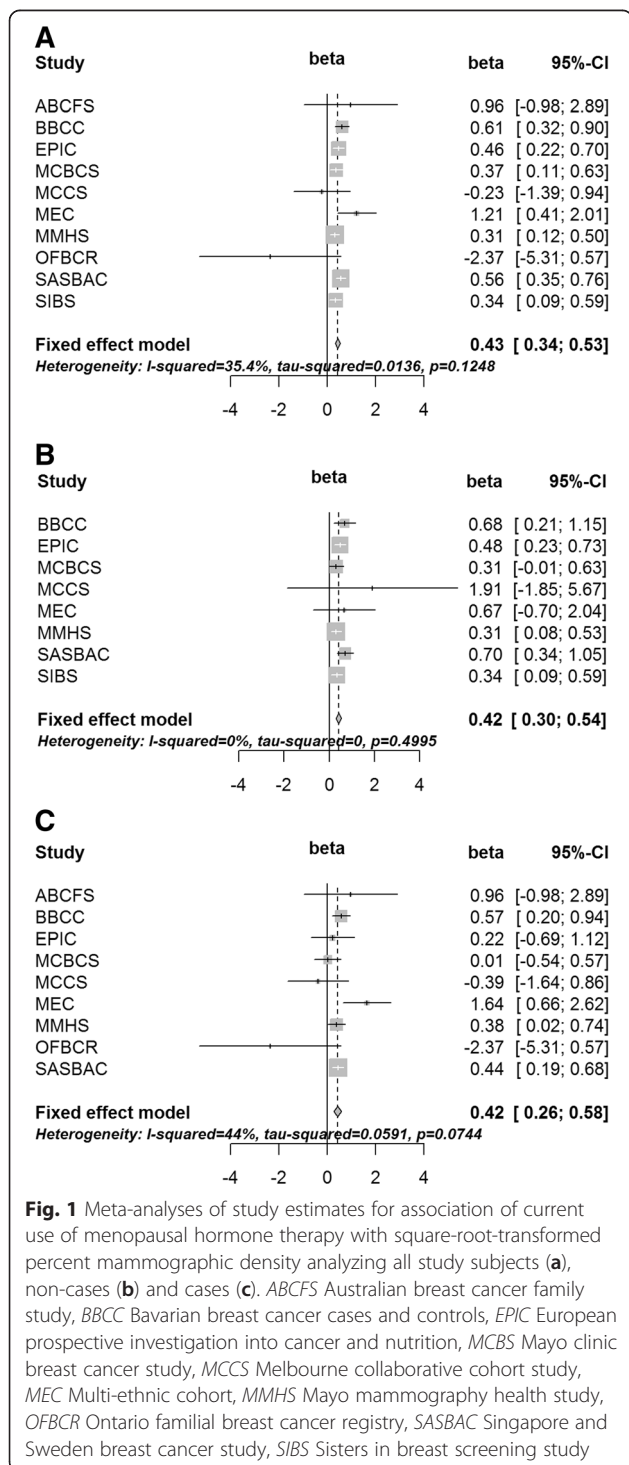 A
Study beta beta 95%-CI
ABCFS 0.96 [-0.98; 2.89]
BBCC 0.61 [ 0.32; 0.90]
EPIC 0.46 [ 0.22; 0.70]
MCBCS 0.37 [ 0.11; 0.63]
MCCS -0.23 [-1.39; 0.94]
MEC 1.21 [ 0.41; 2.01]
MMHS 0.31 [ 0.12; 0.50]
OFBCR -2.37 [-5.31; 0.57]
SASBAC 0.56 [ 0.35; 0.76]
SIBS 0.34 [ 0.09; 0.59]
Fixed effect model 0.43 [ 0.34; 0.53]
Heterogeneity: I-squared=35.4%, tau-squared=0.0136, p=0.1248
-4 -2 0 2 4
B
Study beta beta 95%-CI
BBCC 0.68 [ 0.21; 1.15]
EPIC 0.48 [ 0.23; 0.73]
MCBCS 0.31 [ -0.01; 0.63]
MCCS 1.91 [-1.85; 5.67]
MEC 0.67 [ -0.70; 2.04]
MMHS 0.31 [ 0.08; 0.53]
SASBAC 0.70 [ 0.34; 1.05]
SIBS 0.34 [ 0.09; 0.59]
Fixed effect model 0.42 [ 0.30; 0.54]
Heterogeneity: I-squared=0%, tau-squared=0, p=0.4995
-4 -2 0 2 4
C
Study beta beta 95%-CI
ABCFS 0.96 [-0.98; 2.89]
BBCC 0.57 [ 0.20; 0.94]
EPIC 0.22 [-0.69; 1.12]
MCBCS 0.01 [-0.54; 0.57]
MCCS -0.39 [-1.64; 0.86]
MEC 1.64 [ 0.66; 2.62]
MMHS 0.38 [ 0.02; 0.74]
OFBCR -2.37 [-5.31; 0.57]
SASBAC 0.44 [ 0.19; 0.68]
Fixed effect model 0.42 [ 0.26; 0.58]
Heterogeneity: I-squared=44%, tau-squared=0.0591, p=0.0744
-4 -2 0 2 4
Fig. 1 Meta-analyses of study estimates for association of current
use of menopausal hormone therapy with square-root-transformed
percent mammographic density analyzing all study subjects (a),
non-cases (b) and cases (c). ABCFS Australian breast cancer family
study, BBCC Bavarian breast cancer cases and controls, EPIC European
prospective investigation into cancer and nutrition, MCBS Mayo clinic
breast cancer study, MCCS Melbourne collaborative cohort study,
MEC Multi-ethnic cohort, MMHS Mayo mammography health study,
OFBCR Ontario familial breast cancer registry, SASBAC Singapore and
Sweden breast cancer study, SIBS Sisters in breast screening study